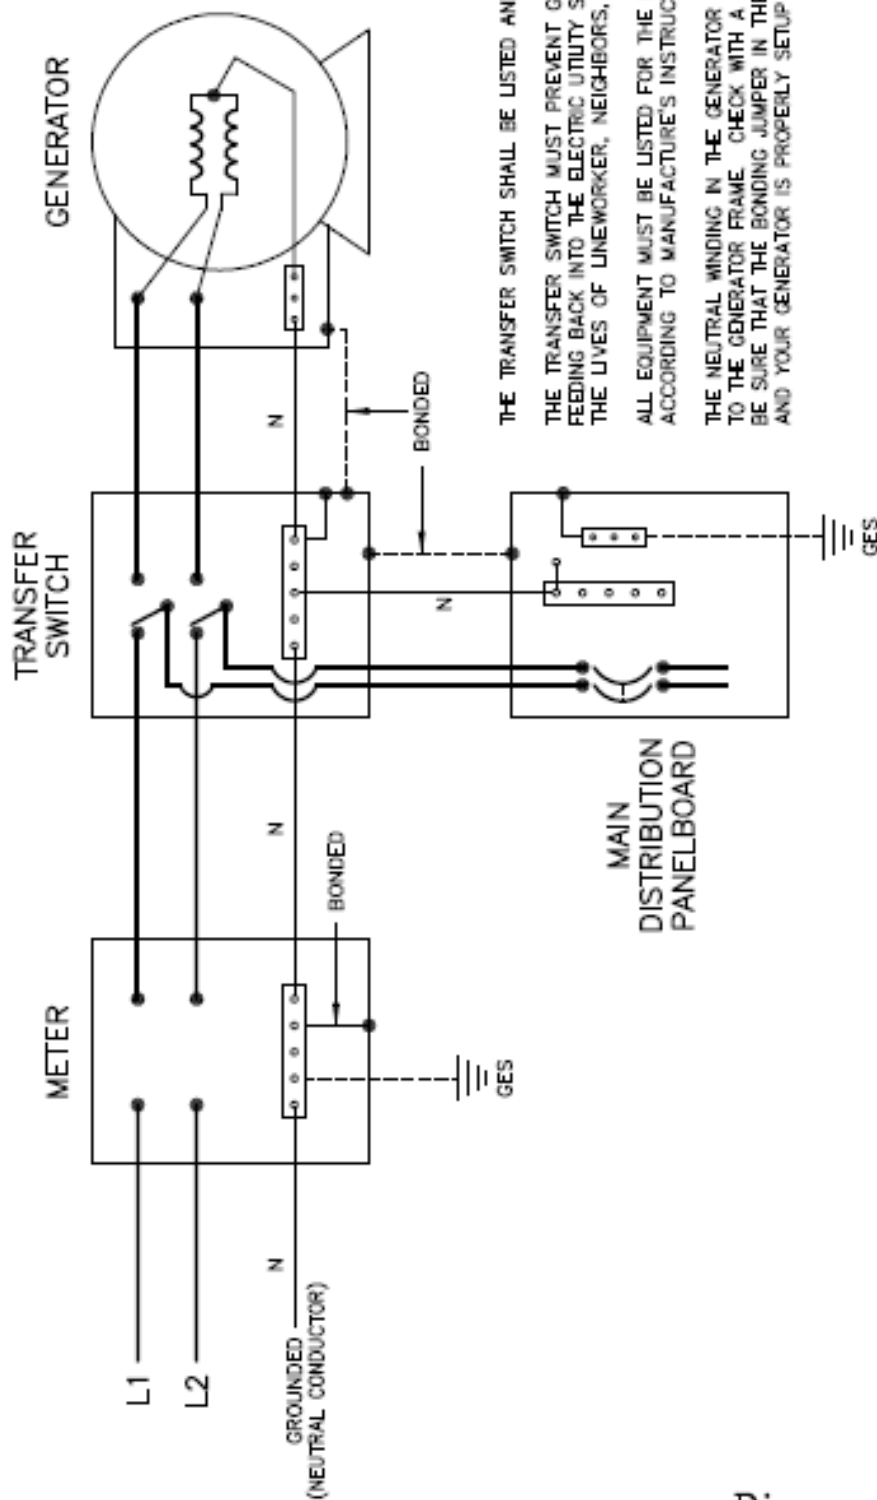 GENERATOR
TRANSFER
SWITCH
METER
L1
L2
N
GROUNDED
(NEUTRAL CONDUCTOR)
N
N
N
BONDED
BONDED
GES
GES
MAIN
DISTRIBUTION
PANELBOARD
THE TRANSFER SWITCH SHALL BE LISTED AN
THE TRANSFER SWITCH MUST PREVENT G
FEEDING BACK INTO THE ELECTRIC UTILITY S
THE LIVES OF LINEWORKER, NEIGHBORS,
ALL EQUIPMENT MUST BE LISTED FOR THE
ACCORDING TO MANUFACTURE'S INSTRUC
THE NEUTRAL WINDING IN THE GENERATOR
TO THE GENERATOR FRAME. CHECK WITH A
BE SURE THAT THE BONDING JUMPER IN THE
AND YOUR GENERATOR IS PROPERLY SETUP